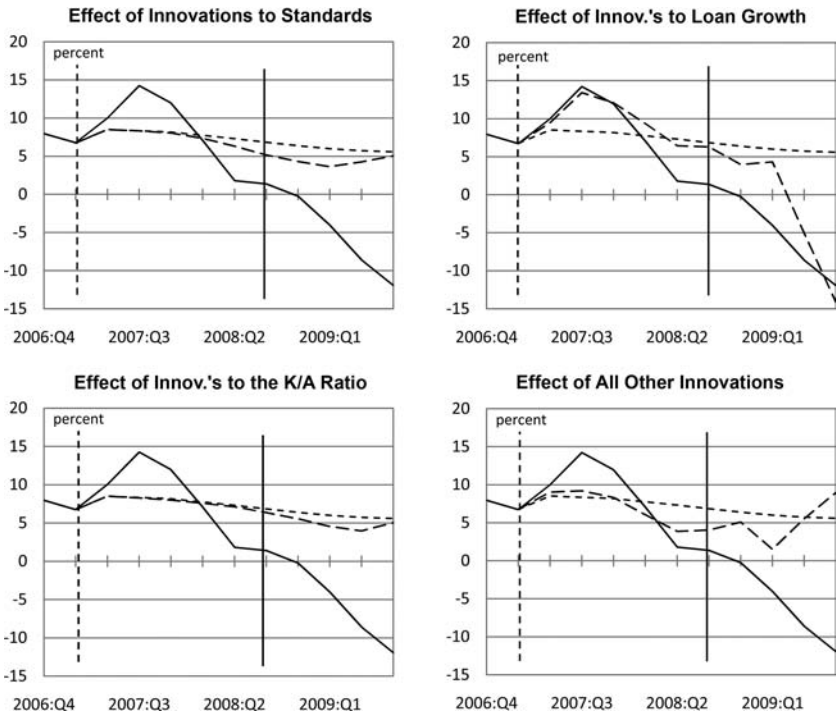 Effect of Innovations to Standards
20
percent
15
10
5
0
-5
-10
-15
2006:Q4 2007:Q3 2008:Q2 2009:Q1
Effect of Innov.'s to Loan Growth
20
percent
15
10
5
0
-5
-10
-15
2006:Q4 2007:Q3 2008:Q2 2009:Q1
Effect of Innov.'s to the K/A Ratio
20
percent
15
10
5
0
-5
-10
-15
2006:Q4 2007:Q3 2008:Q2 2009:Q1
Effect of All Other Innovations
20
percent
15
10
5
0
-5
-10
-15
2006:Q4 2007:Q3 2008:Q2 2009:Q1